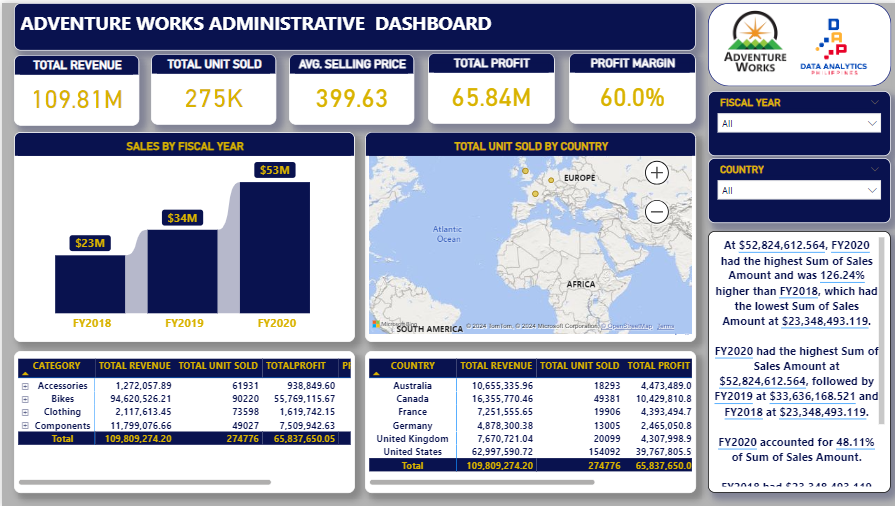 ADVENTURE WORKS ADMINISTRATIVE DASHBOARD
ADVENTURE
WORKS
DAP
DATA ANALYTICS
PHILIPPINES
TOTAL REVENUE
109.81M
TOTAL UNIT SOLD
275K
AVG. SELLING PRICE
399.63
TOTAL PROFIT
65.84M
PROFIT MARGIN
60.0%
FISCAL YEAR
All
COUNTRY
All
SALES BY FISCAL YEAR
$23M
$34M
$53M
FY2018 FY2019 FY2020
TOTAL UNIT SOLD BY COUNTRY
EUROPE
Atlantic
Ocean
AFRICA
SOUTH AMERICA
Microsoft Bing
© 2024 TomTom, © 2024 Microsoft Corporation, © OpenStreetMap Terms
CATEGORY TOTAL REVENUE TOTAL UNIT SOLD TOTALPROFIT
Accessories 1,272,057.89 61931 938,849.60
Bikes 94,620,526.21 90220 55,769,115.67
Clothing 2,117,613.45 73598 1,619,742.15
Components 11,799,076.66 49027 7,509,942.63
Total 109,809,274.20 274776 65,837,650.05
COUNTRY TOTAL REVENUE TOTAL UNIT SOLD TOTAL PROFIT
Australia 10,655,335.96 18293 4,473,489.0
Canada 16,355,770.46 49381 10,429,810.8
France 7,251,555.65 19906 4,393,494.7
Germany 4,878,300.38 13005 2,465,050.8
United Kingdom 7,670,721.04 20099 4,307,998.9
United States 62,997,590.72 154092 39,767,805.5
Total 109,809,274.20 274776 65,837,650.0
At $52,824,612.564, FY2020
had the highest Sum of Sales
Amount and was 126.24%
higher than FY2018, which had
the lowest Sum of Sales
Amount at $23,348,493.119.
FY2020 had the highest Sum of
Sales Amount at
$52,824,612.564, followed by
FY2019 at $33,636,168.521 and
FY2018 at $23,348,493.119.
FY2020 accounted for 48.11%
of Sum of Sales Amount.
FY2018 had $23,348,493.119